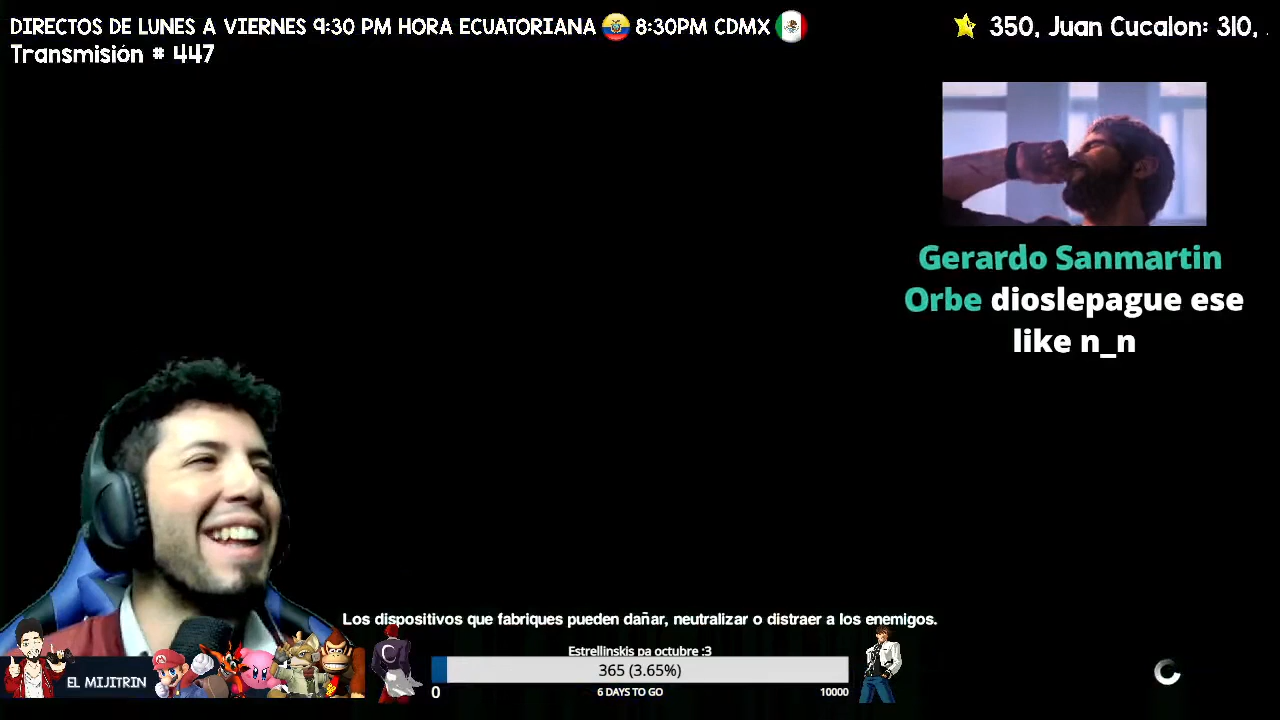 DIRECTOS DE LUNES A VIERNES 9:30 PM HORA ECUATORIANA 8:30PM CDMX
350, Juan Cucalon: 310,
Transmisión # 447
Gerardo Sanmartin
Orbe dioslepague ese
like n_n
Los dispositivos que fabriques pueden dañar, neutralizar o distraer a los enemigos.
Estrellinskis pa octubre :3
365 (3.65%)
EL MIJITRIN
0
6 DAYS TO GO
10000